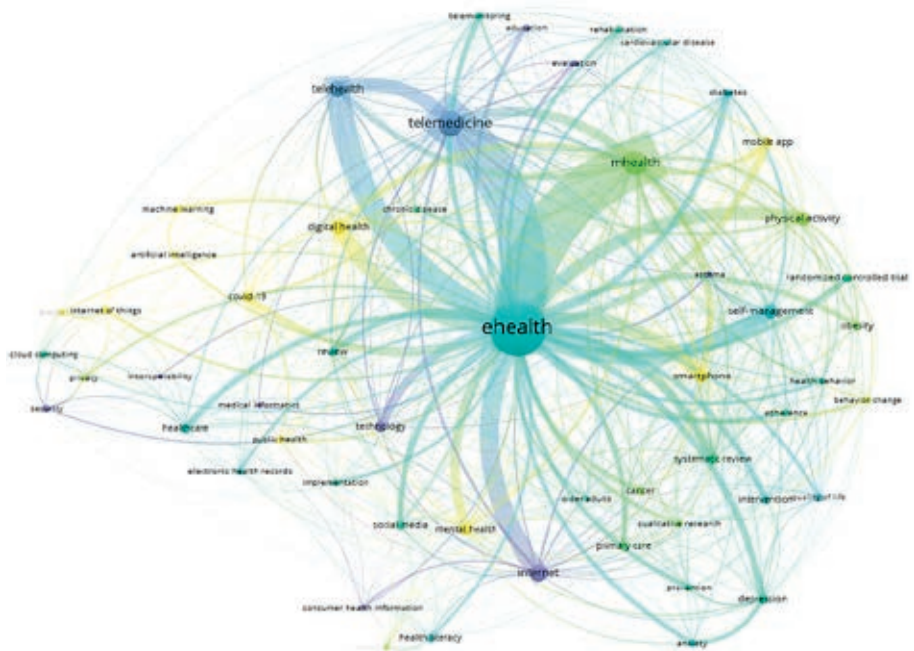 telemonitoring
education
rehabilitation
cardiovascular disease
evaluation
telehealth
diabetes
telemedicine
mobile app
mhealth
machine learning
chronic disease
physical activity
digital health
artificial intelligence
asthma
randomized controlled trial
covid-19
internet of things
self-management
ehealth
obesity
cloud computing
review
privacy
interoperability
smartphone
health behavior
security
medical informatics
behavior change
adherence
healthcare
technology
public health
systematic review
electronic health records
implementation
older adults
cancer
intervention
quality of life
social media
mental health
qualitative research
primary care
internet
prevention
depression
consumer health information
health literacy
anxiety